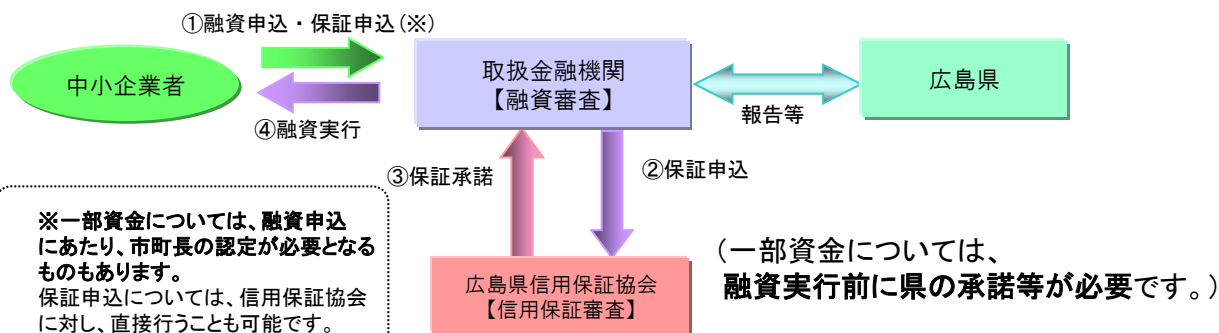 ①融資申込・保証申込(※)
中小企業者
取扱金融機関
【融資審査】
広島県
報告等
④融資実行
③保証承諾
②保証申込
※一部資金については、融資申込
にあたり、市町長の認定が必要となる
ものもあります。
保証申込については、信用保証協会
に対し、直接行うことも可能です。
広島県信用保証協会
【信用保証審査】
(一部資金については、
融資実行前に県の承諾等が必要です。)